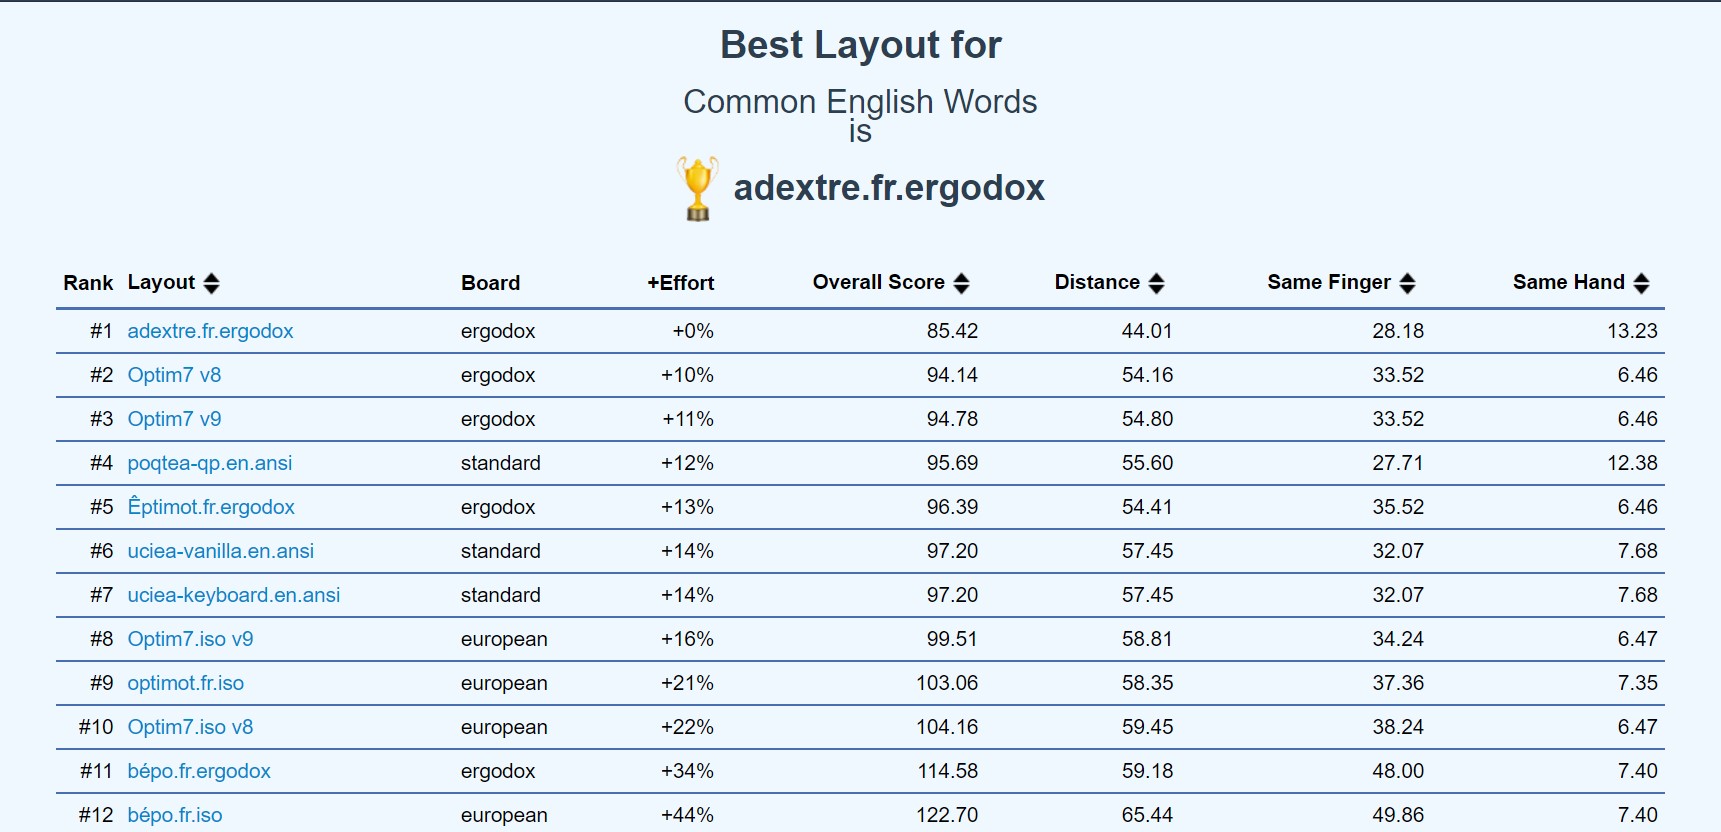 Best Layout for
Common English Words
is
adextre.fr.ergodox
Rank Layout Board +Effort Overall Score Distance Same Finger Same Hand
#1 adextre.fr.ergodox ergodox +0% 85.42 44.01 28.18 13.23
#2 Optim7 v8 ergodox +10% 94.14 54.16 33.52 6.46
#3 Optim7 v9 ergodox +11% 94.78 54.80 33.52 6.46
#4 poqtea-qp.en.ansi standard +12% 95.69 55.60 27.71 12.38
#5 Êptimot.fr.ergodox ergodox +13% 96.39 54.41 35.52 6.46
#6 uciea-vanilla.en.ansi standard +14% 97.20 57.45 32.07 7.68
#7 uciea-keyboard.en.ansi standard +14% 97.20 57.45 32.07 7.68
#8 Optim7.iso v9 european +16% 99.51 58.81 34.24 6.47
#9 optimot.fr.iso european +21% 103.06 58.35 37.36 7.35
#10 Optim7.iso v8 european +22% 104.16 59.45 38.24 6.47
#11 bépo.fr.ergodox ergodox +34% 114.58 59.18 48.00 7.40
#12 bépo.fr.iso european +44% 122.70 65.44 49.86 7.40